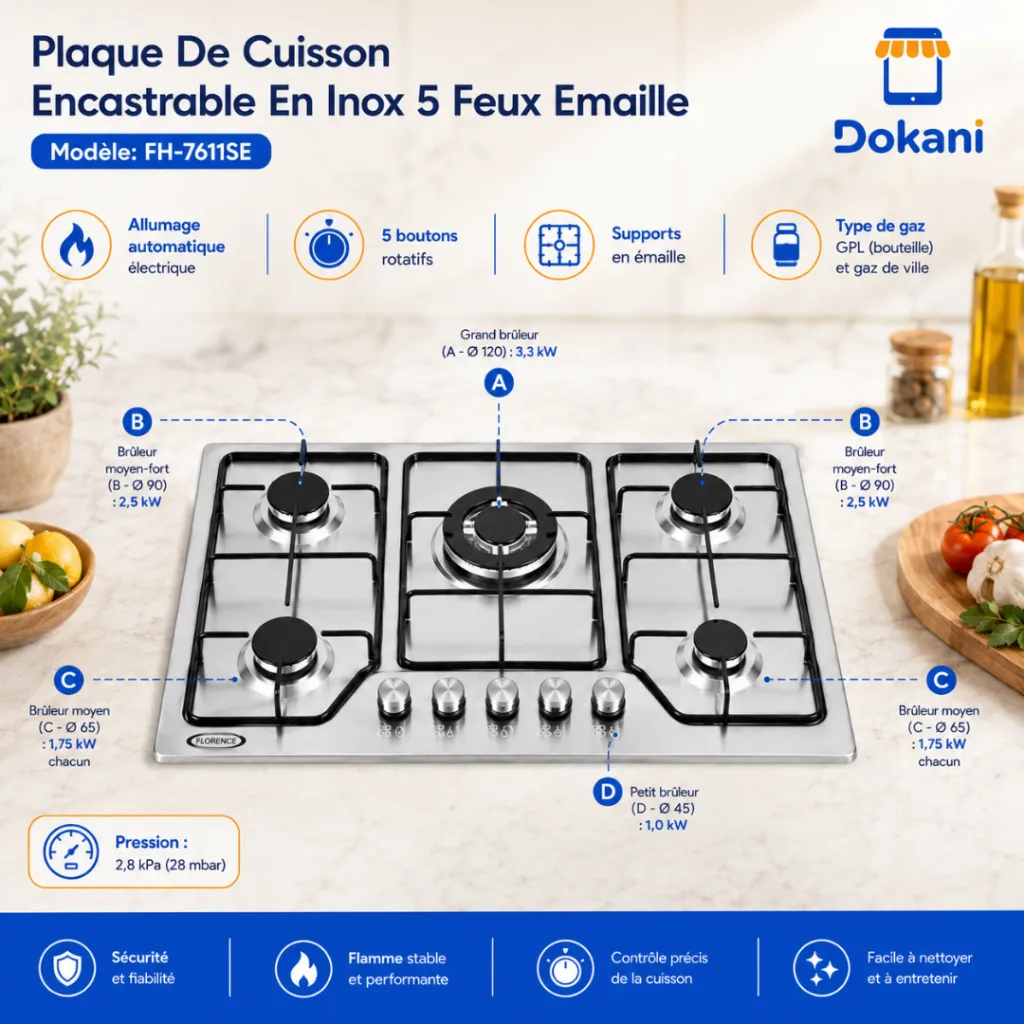 Plaque De Cuisson
Encastrable En Inox 5 Feux Emaille
Modèle: FH-7611SE
Dokani
Allumage
automatique
électrique
5 boutons
rotatifs
Supports
en émaille
Type de gaz
GPL (bouteille)
et gaz de ville
Grand brûleur
(A - Ø 120) : 3,3 kW
A
B
Brûleur
moyen-fort
(B - Ø 90)
: 2,5 kW
B
Brûleur
moyen-fort
(B - Ø 90)
: 2,5 kW
C
Brûleur moyen
(C - Ø 65)
: 1,75 kW
chacun
C
Brûleur moyen
(C - Ø 65)
: 1,75 kW
chacun
FLORENCE
D
Petit brûleur
(D - Ø 45)
: 1,0 kW
Pression :
2,8 kPa (28 mbar)
Sécurité
et fiabilité
Flamme stable
et performante
Contrôle précis
de la cuisson
Facile à nettoyer
et à entretenir